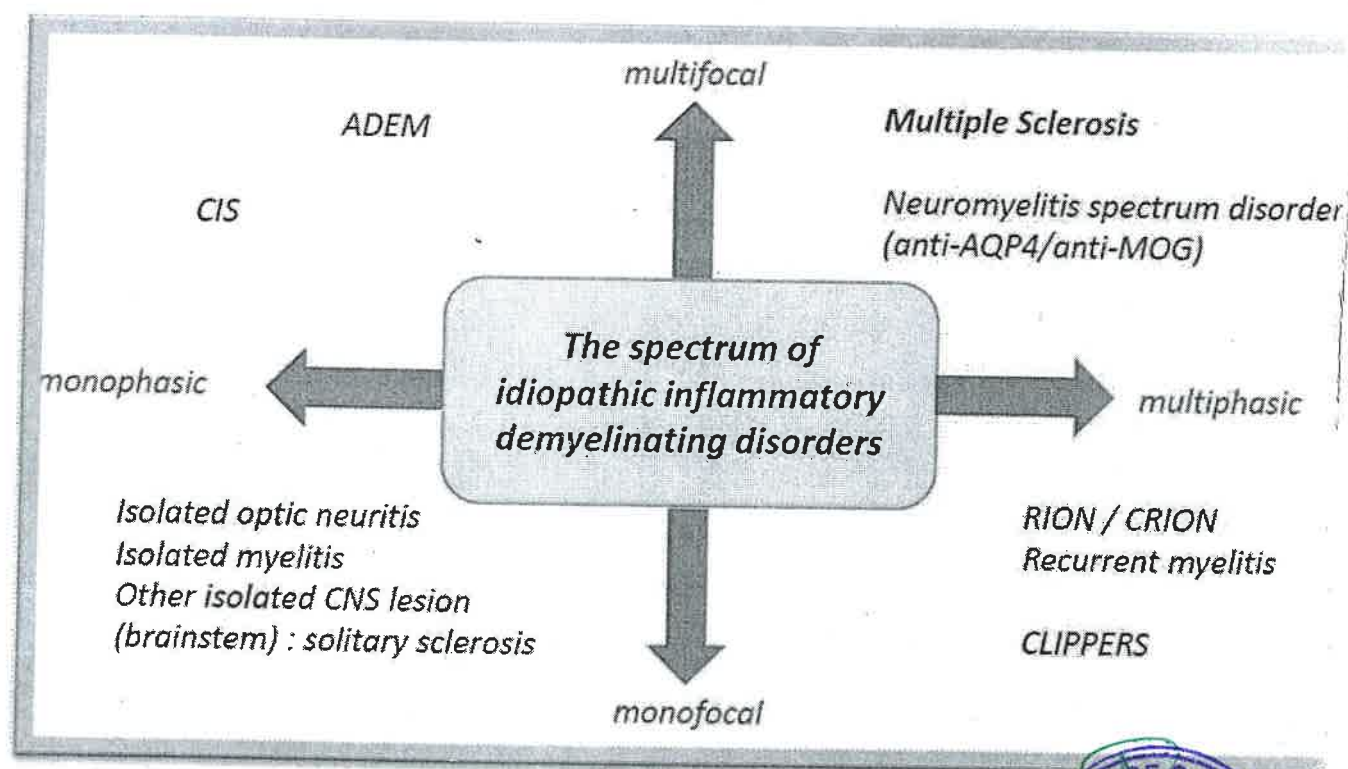 multifocal
ADEM
Multiple Sclerosis
CIS
Neuromyelitis spectrum disorder
(anti-AQP4/anti-MOG)
The spectrum of
idiopathic inflammatory
demyelinating disorders
monophasic
multiphasic
Isolated optic neuritis
Isolated myelitis
Other isolated CNS lesion
(brainstem) : solitary sclerosis
RION / CRION
Recurrent myelitis
CLIPPERS
monofocal